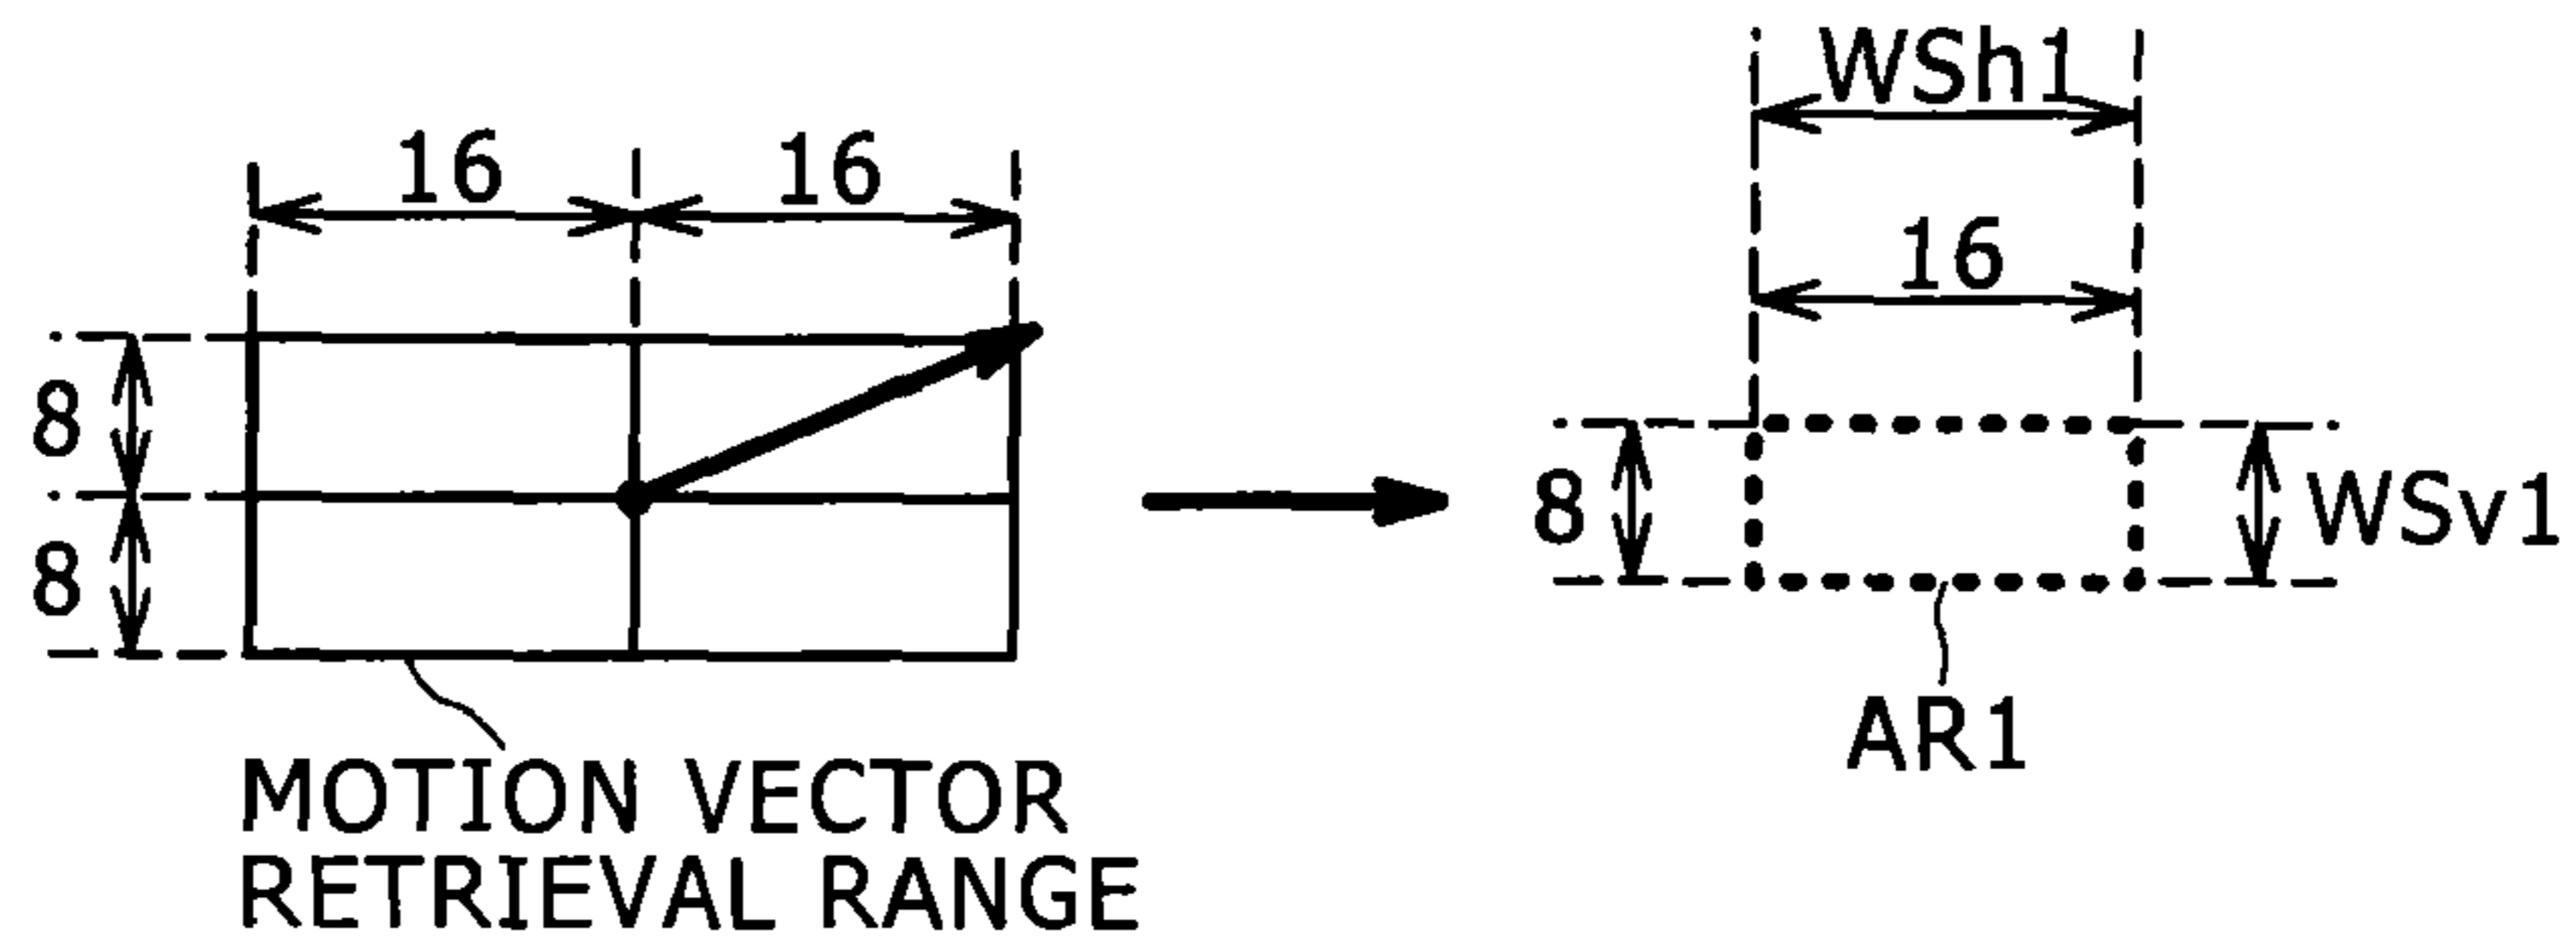 16 16
8
8
MOTION VECTOR
RETRIEVAL RANGE
WSh1
16
8
WSv1
AR1